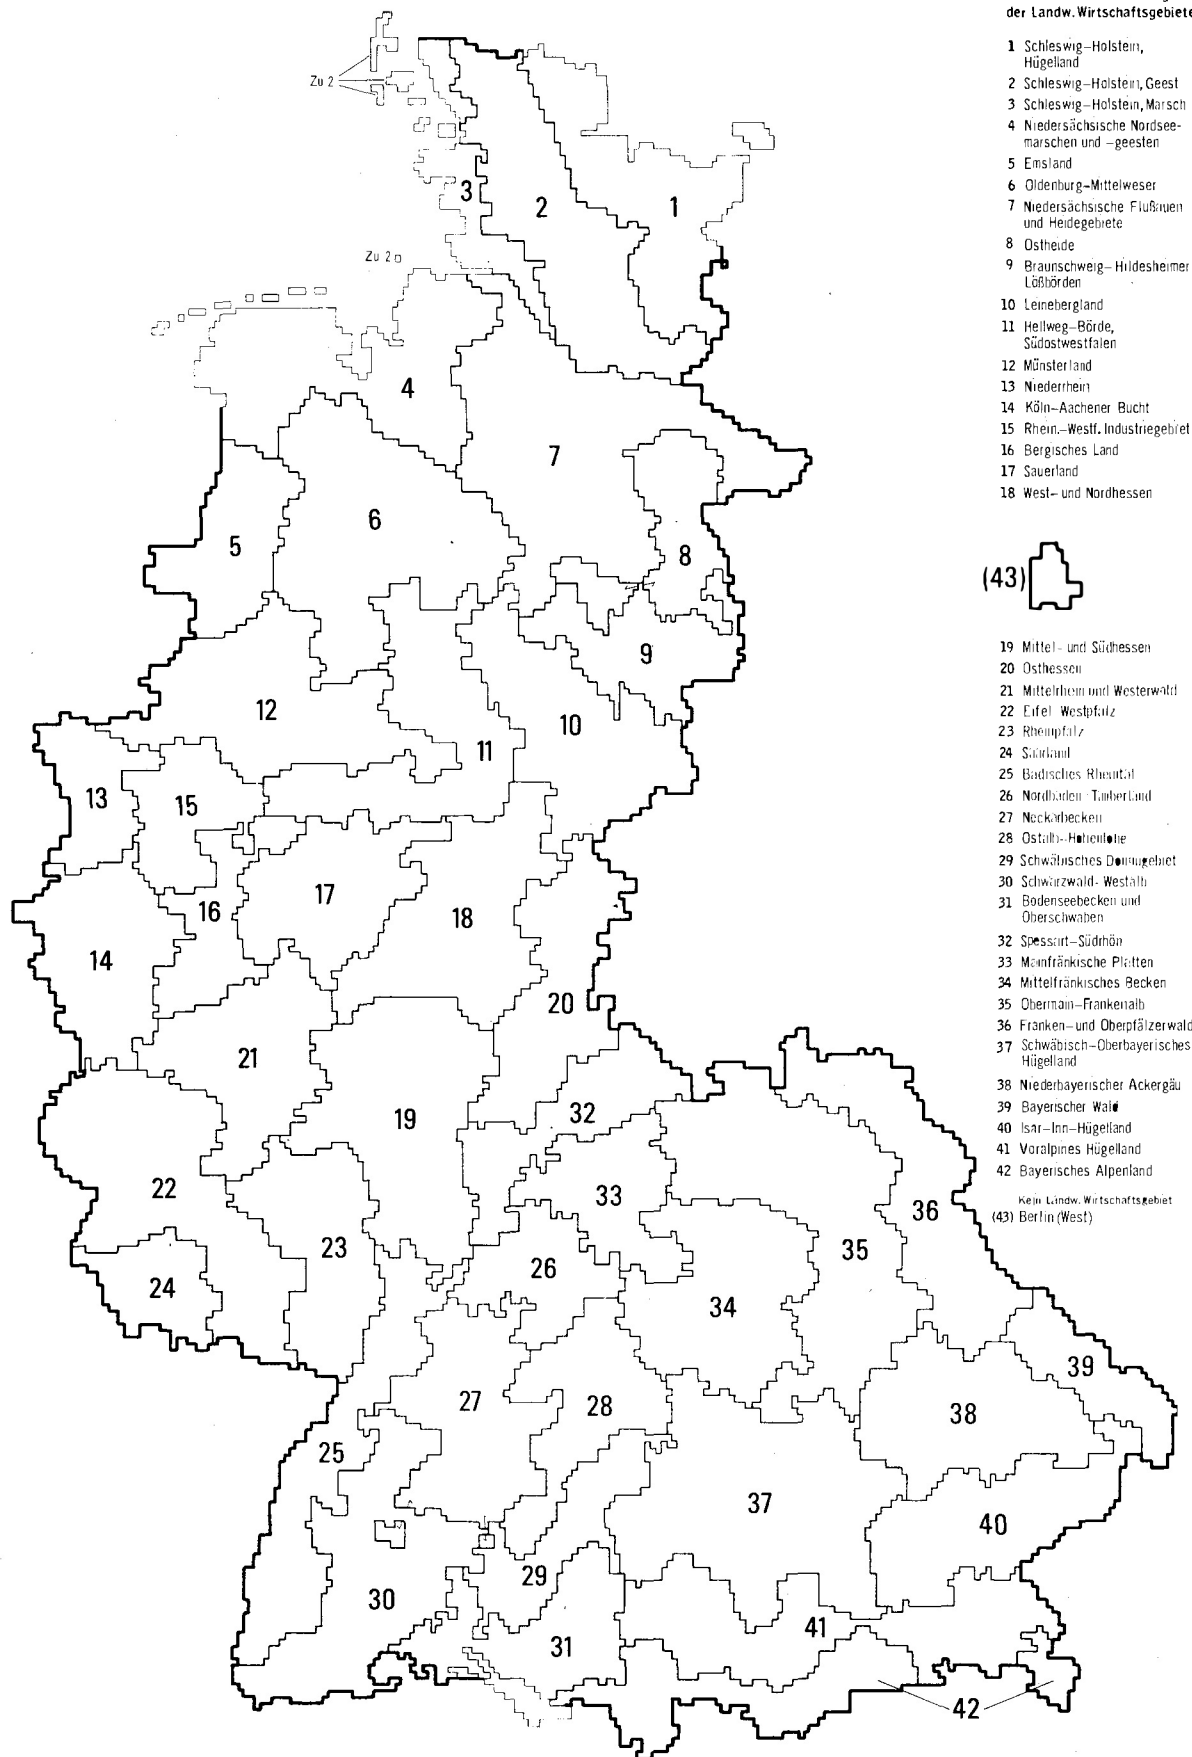 der Landw. Wirtschaftsgebiete
1 Schleswig-Holstein,
Hügelland
2 Schleswig-Holstein, Geest
3 Schleswig-Holstein, Marsch
4 Niedersächsische Nordsee-
marschen und -geesten
5 Emsland
6 Oldenburg-Mittelweser
7 Niedersächsische Flußauen
und Heidegebiete
8 Ostheide
9 Braunschweig-Hildesheimer
Lößbörden
10 Leinebergland
11 Hellweg-Börde,
Südostwestfalen
12 Münsterland
13 Niederrhein
14 Köln-Aachener Bucht
15 Rhein.-Westf. Industriegebiet
16 Bergisches Land
17 Sauerland
18 West- und Nordhessen
(43)
19 Mittel- und Südhessen
20 Osthessen
21 Mittelrhein und Westerwald
22 Eifel Westpfalz
23 Rheinpfalz
24 Saarland
25 Badisches Rheintal
26 Nordbaden-Tauberland
27 Neckarbecken
28 Ostalb-Hohenlohe
29 Schwäbisches Donaugebiet
30 Schwarzwald-Westalb
31 Bodenseebecken und
Oberschwaben
32 Spessart-Südrhön
33 Mainfränkische Platten
34 Mittelfränkisches Becken
35 Obermain-Frankenalb
36 Franken- und Oberpfälzerwald
37 Schwäbisch-Oberbayerisches
Hügelland
38 Niederbayerischer Ackergäu
39 Bayerischer Wald
40 Isar-Inn-Hügelland
41 Voralpines Hügelland
42 Bayerisches Alpenland
Kein Landw. Wirtschaftsgebiet
(43) Berlin (West)
Zu 2
3
2
1
Zu 2
4
7
6
5
8
9
12
10
11
13
15
17
16
18
14
20
21
19
32
22
33
36
23
35
26
24
34
39
27
28
38
25
37
40
29
30
41
31
42